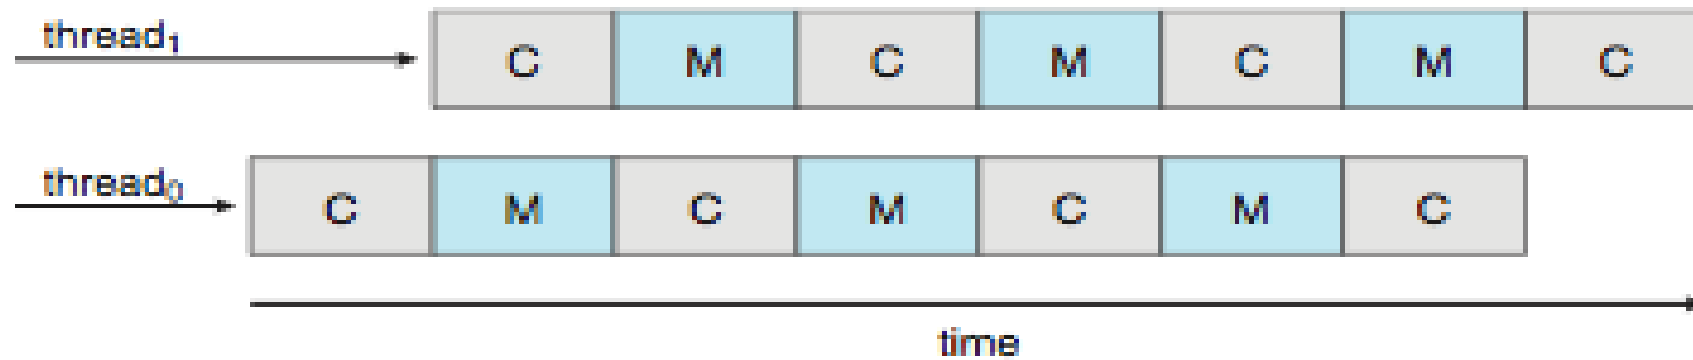 thread₁ C M C M C M C
thread₀ C M C M C M C
time